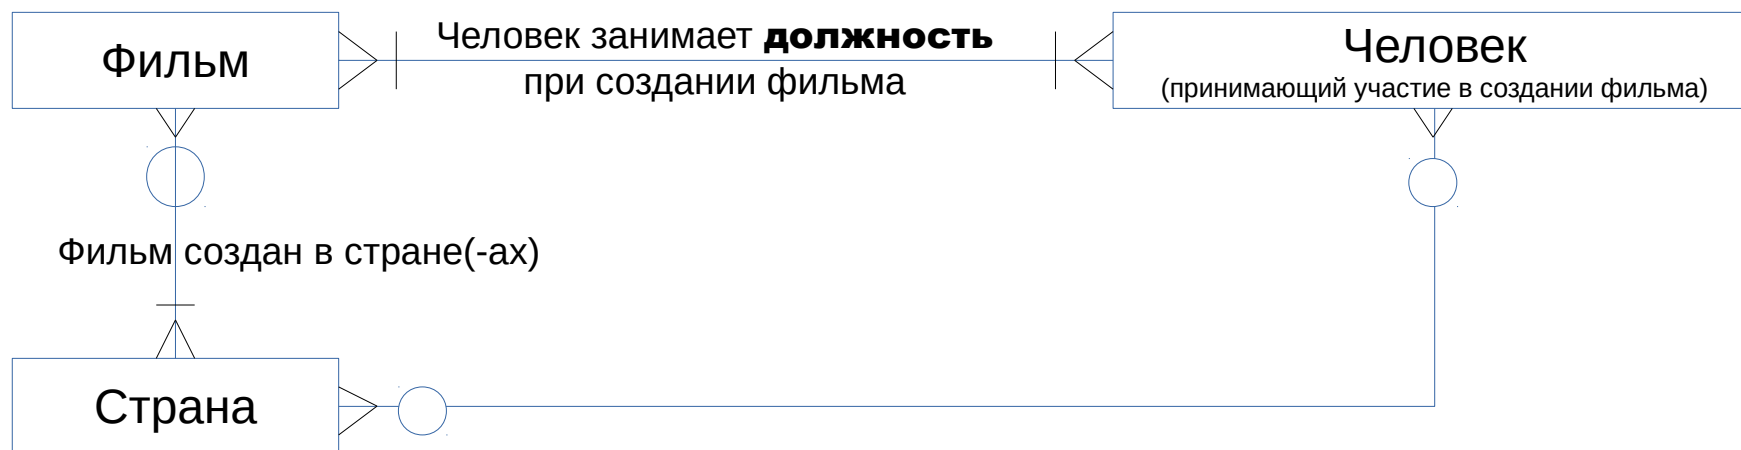 Фильм
Человек занимает должность
при создании фильма
Человек
(принимающий участие в создании фильма)
Фильм создан в стране(-ах)
Страна